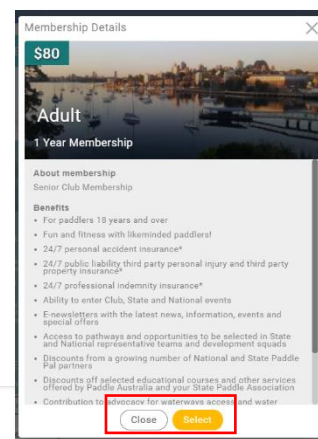 Membership Details
$80
Adult
1 Year Membership
About membership
Senior Club Membership
Benefits
• For paddlers 18 years and over
• Fun and fitness with likeminded paddlers!
• 24/7 personal accident insurance*
• 24/7 public liability third party personal injury and third party
property insurance*
• 24/7 professional indemnity insurance*
• Ability to enter Club, State and National events
• E-newsletters with the latest news, information, events and
special offers
• Access to pathways and opportunities to be selected in State
and National representative teams and development squads
• Discounts from a growing number of National and State Paddle
Pal partners
• Discounts off selected educational courses and other services
offered by Paddle Australia and your State Paddle Association
• Contribution to advocacy for waterways access and water
Close
Select